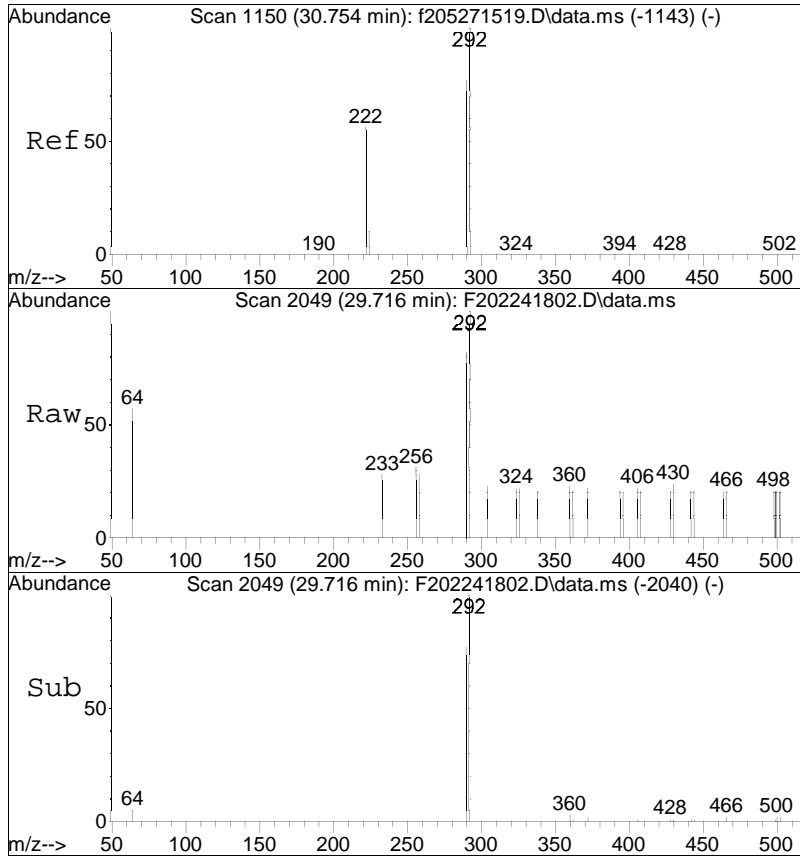 Abundance Scan 1150 (30.754 min): f205271519.D\data.ms (-1143) (-)
292
222
Ref 50
190 324 394 428 502
0
m/z--> 50 100 150 200 250 300 350 400 450 500
Abundance Scan 2049 (29.716 min): F202241802.D\data.ms
292
64
Raw 50
233 256 324 360 406 430 466 498
0
m/z--> 50 100 150 200 250 300 350 400 450 500
Abundance Scan 2049 (29.716 min): F202241802.D\data.ms (-2040) (-)
292
Sub 50
64 360 428 466 500
0
m/z--> 50 100 150 200 250 300 350 400 450 500